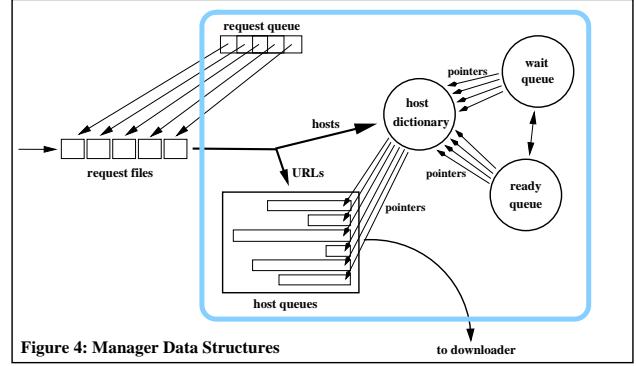 request queue
wait
queue
pointers
host
dictionary
hosts
request files
URLs
pointers
ready
queue
pointers
host queues
Figure 4: Manager Data Structures
to downloader